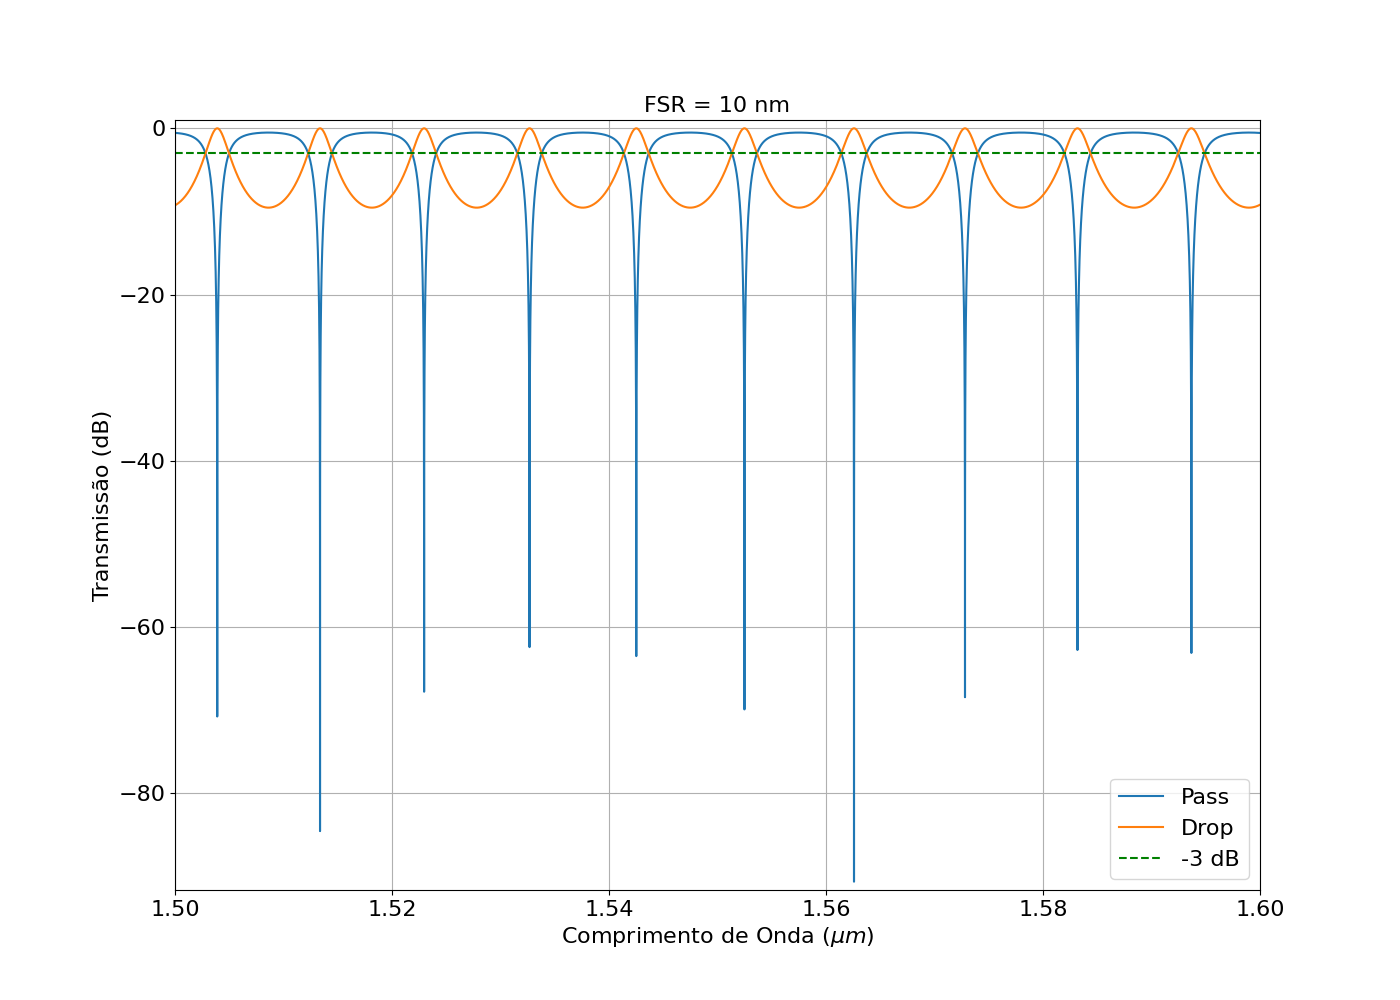 FSR = 10 nm
Transmissão (dB)
0
−20
−40
−60
−80
Pass
Drop
-3 dB
1.50 1.52 1.54 1.56 1.58 1.60
Comprimento de Onda (μm)